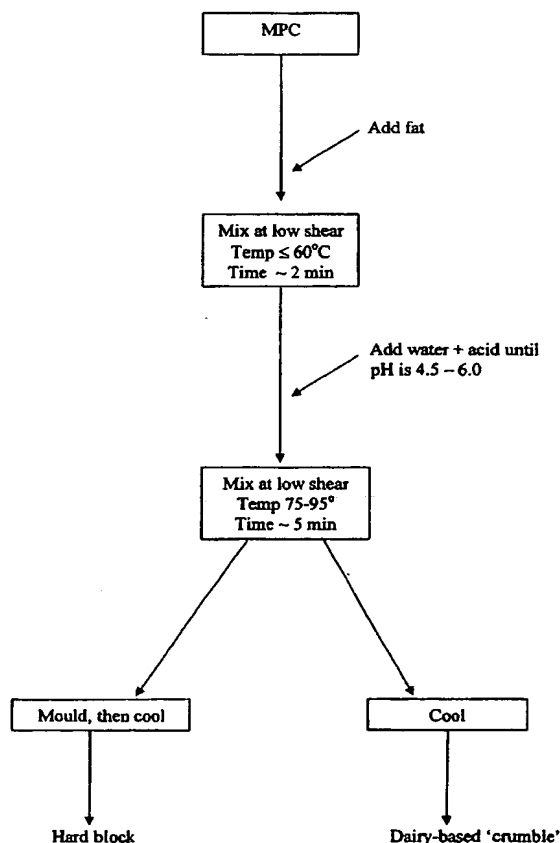 MPC
Add fat
Mix at low shear
Temp ≤ 60°C
Time ~ 2 min
Add water + acid until
pH is 4.5 – 6.0
Mix at low shear
Temp 75-95°
Time ~ 5 min
Mould, then cool
Cool
Hard block
Dairy-based ‘crumble’